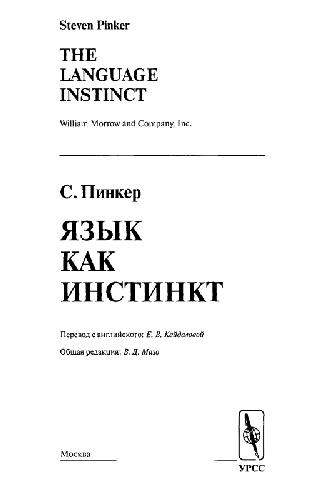 Steven Pinker
THE
LANGUAGE
INSTINCT
William Morrow and Company, Inc.
С. Пинкер
ЯЗЫК
КАК
ИНСТИНКТ
Перевод с английского: Е. В. Кайдаловой
Общая редакция: В. Д. Мазо
Москва
УРСС